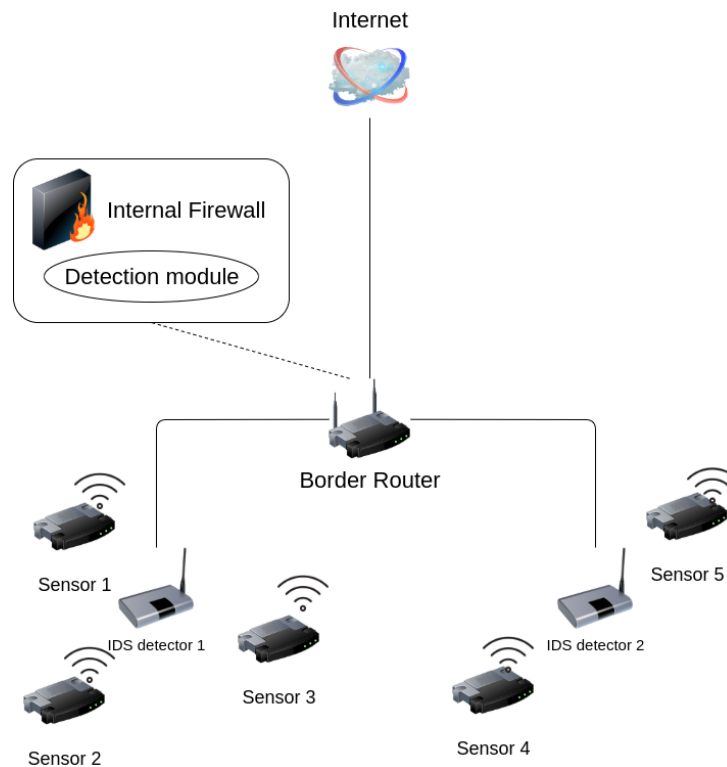 Internet
Internal Firewall
Detection module
Border Router
Sensor 1
Sensor 5
IDS detector 1
IDS detector 2
Sensor 3
Sensor 2
Sensor 4